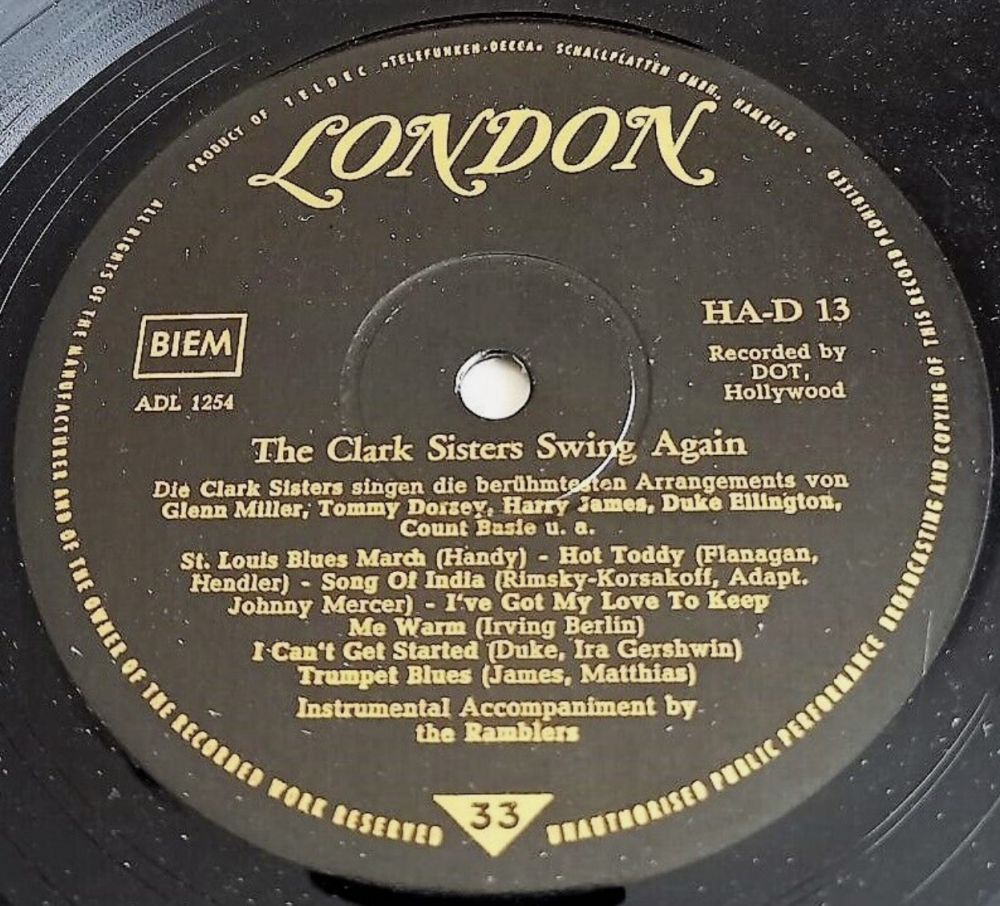 PRODUCT OF TELDEC »TELEFUNKEN-DECCA« SCHALLPLATTEN GMBH. HAMBURG •
LONDON
BIEM
ADL 1254
HA-D 13
Recorded by
DOT,
Hollywood
The Clark Sisters Swing Again
Die Clark Sisters singen die berühmtesten Arrangements von
Glenn Miller, Tommy Dorsey, Harry James, Duke Ellington,
Count Basie u. a.
St. Louis Blues March (Handy) - Hot Toddy (Flanagan,
Hendler) - Song Of India (Rimsky-Korsakoff, Adapt.
Johnny Mercer) - I've Got My Love To Keep
Me Warm (Irving Berlin)
I Can't Get Started (Duke, Ira Gershwin)
Trumpet Blues (James, Matthias)
Instrumental Accompaniment by
the Ramblers
33
ALL RIGHTS OF THE MANUFACTURER AND OF THE OWNER OF THE RECORDED WORK RESERVED
UNAUTHORISED PUBLIC PERFORMANCE BROADCASTING AND COPYING OF THIS RECORD PROHIBITED